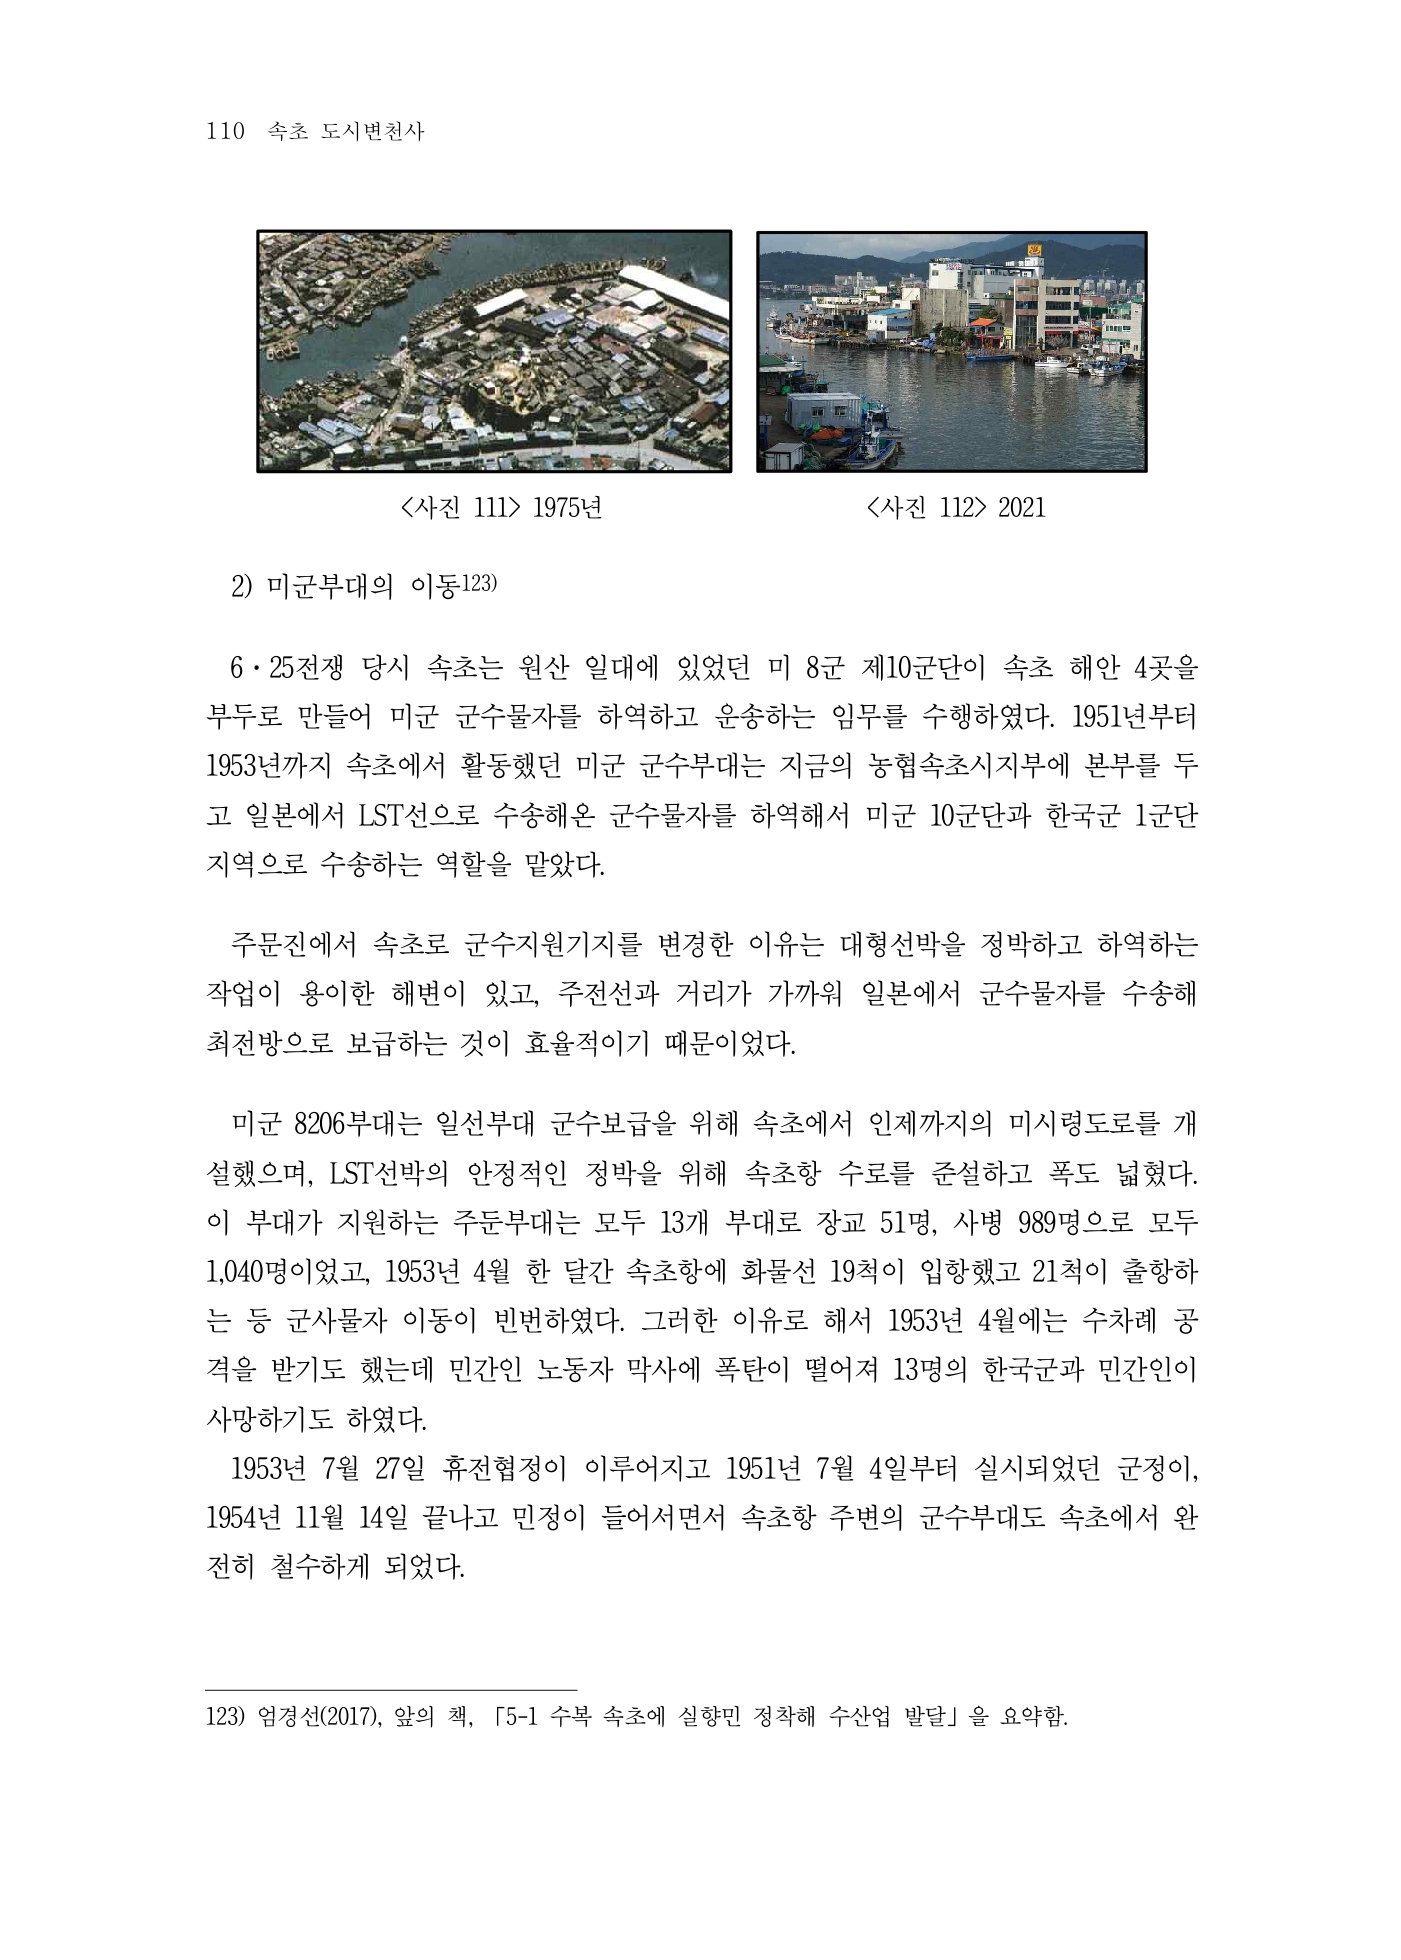 110 속초 도시변천사
<사진 111> 1975년
<사진 112> 2021
2) 미군부대의 이동123)
6·25전쟁 당시 속초는 원산 일대에 있었던 미 8군 제10군단이 속초 해안 4곳을
부두로 만들어 미군 군수물자를 하역하고 운송하는 임무를 수행하였다. 1951년부터
1953년까지 속초에서 활동했던 미군 군수부대는 지금의 농협속초시지부에 본부를 두
고 일본에서 LST선으로 수송해온 군수물자를 하역해서 미군 10군단과 한국군 1군단
지역으로 수송하는 역할을 맡았다.
주문진에서 속초로 군수지원기지를 변경한 이유는 대형선박을 정박하고 하역하는
작업이 용이한 해변이 있고, 주전선과 거리가 가까워 일본에서 군수물자를 수송해
최전방으로 보급하는 것이 효율적이기 때문이었다.
미군 8206부대는 일선부대 군수보급을 위해 속초에서 인제까지의 미시령도로를 개
설했으며, LST선박의 안정적인 정박을 위해 속초항 수로를 준설하고 폭도 넓혔다.
이 부대가 지원하는 주둔부대는 모두 13개 부대로 장교 51명, 사병 989명으로 모두
1,040명이었고, 1953년 4월 한 달간 속초항에 화물선 19척이 입항했고 21척이 출항하
는 등 군사물자 이동이 빈번하였다. 그러한 이유로 해서 1953년 4월에는 수차례 공
격을 받기도 했는데 민간인 노동자 막사에 폭탄이 떨어져 13명의 한국군과 민간인이
사망하기도 하였다.
1953년 7월 27일 휴전협정이 이루어지고 1951년 7월 4일부터 실시되었던 군정이,
1954년 11월 14일 끝나고 민정이 들어서면서 속초항 주변의 군수부대도 속초에서 완
전히 철수하게 되었다.
123) 엄경선(2017), 앞의 책, 「5-1 수복 속초에 실향민 정착해 수산업 발달」을 요약함.